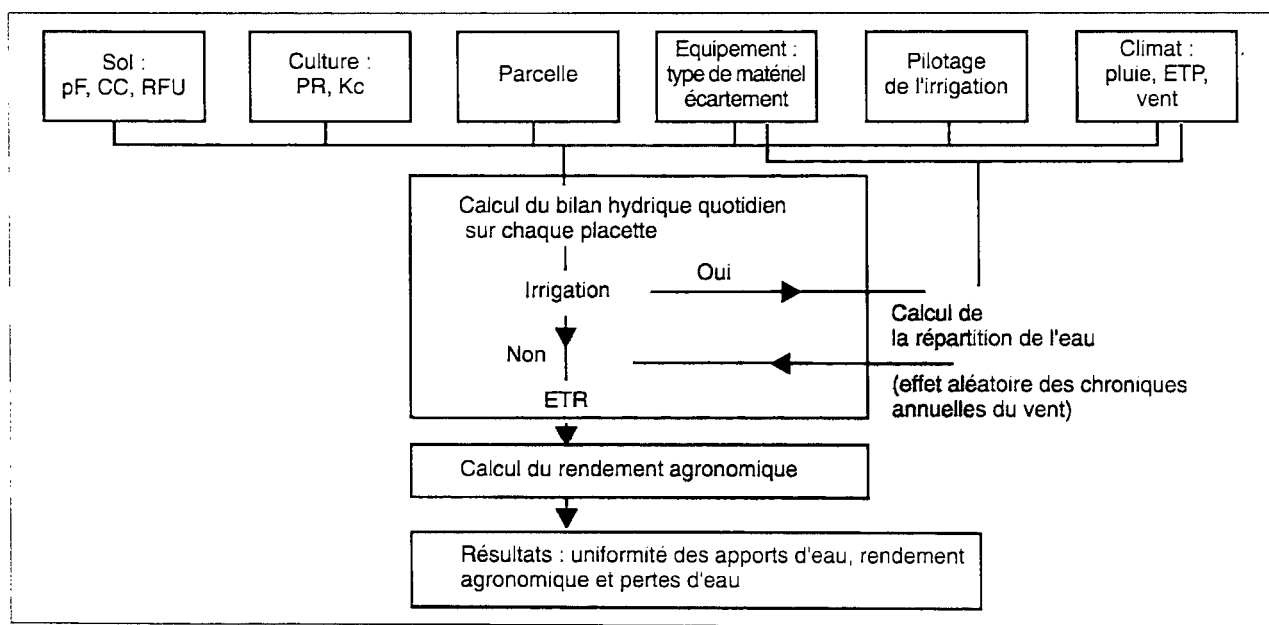 Sol :
pF, CC, RFU
Culture :
PR, Kc
Parcelle
Equipement :
type de matériel
écartement
Pilotage
de l'irrigation
Climat :
pluie, ETP,
vent
Calcul du bilan hydrique quotidien
sur chaque placette
Irrigation
Oui
Non
ETR
Calcul de
la répartition de l'eau
(effet aléatoire des chroniques
annuelles du vent)
Calcul du rendement agronomique
Résultats : uniformité des apports d'eau, rendement
agronomique et pertes d'eau